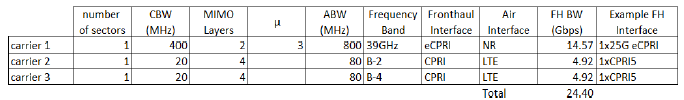 number of sectors CBW (MHz) MIMO Layers μ ABW (MHz) Frequency Band Fronthaul Interface Air Interface FH BW (Gbps) Example FH Interface
carrier 1 1 400 2 3 800 39GHz eCPRI NR 14.57 1x25G eCPRI
carrier 2 1 20 4 80 B-2 CPRI LTE 4.92 1xCPRI5
carrier 3 1 20 4 80 B-4 CPRI LTE 4.92 1xCPRI5
Total 24.40